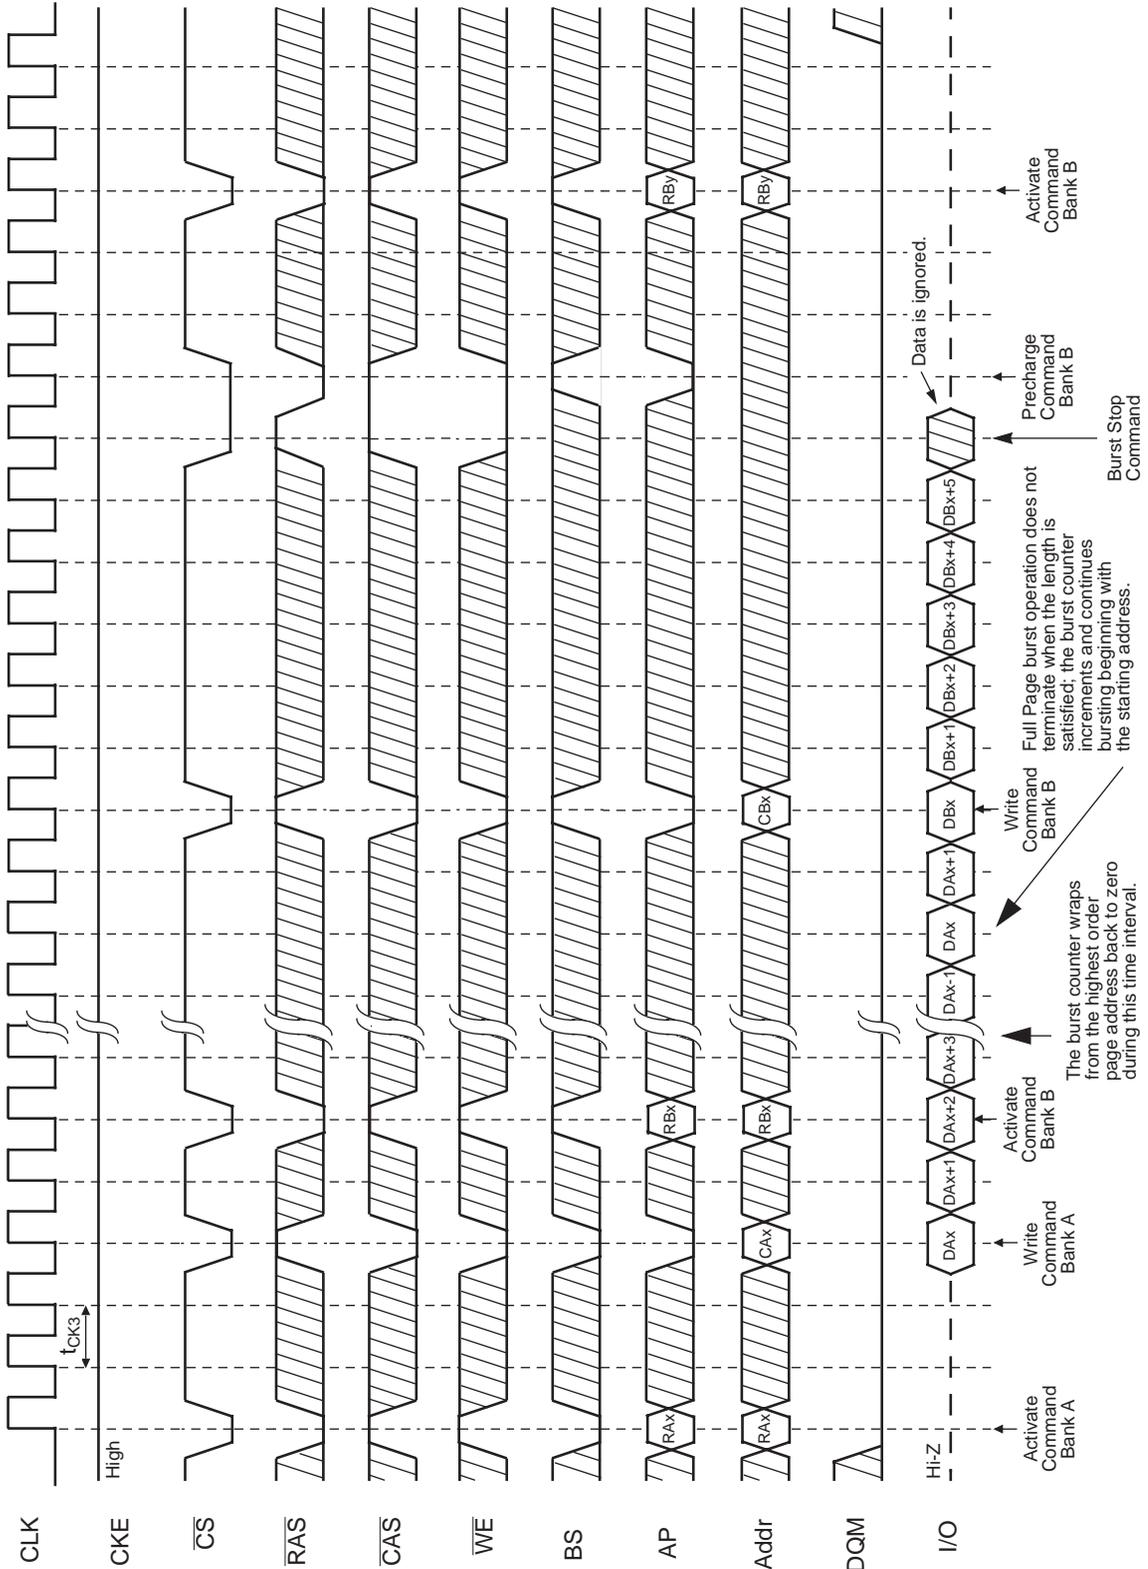 CLK
CKE
CS
RAS
CAS
WE
BS
AP
Addr
DQM
I/O
High
tCK3
RAx
RBx
RBy
RAx
CAx
RBx
CBx
RBy
Hi-Z
DAx
DAx+1
DAx+2
DAx+3
DAx-1
DAx
DAx+1
DBx
DBx+1
DBx+2
DBx+3
DBx+4
DBx+5
Data is ignored.
Activate
Command
Bank A
Write
Command
Bank A
Activate
Command
Bank B
Write
Command
Bank B
Precharge
Command
Bank B
Activate
Command
Bank B
The burst counter wraps
from the highest order
page address back to zero
during this time interval.
Full Page burst operation does not
terminate when the length is
satisfied; the burst counter
increments and continues
bursting beginning with
the starting address.
Burst Stop
Command